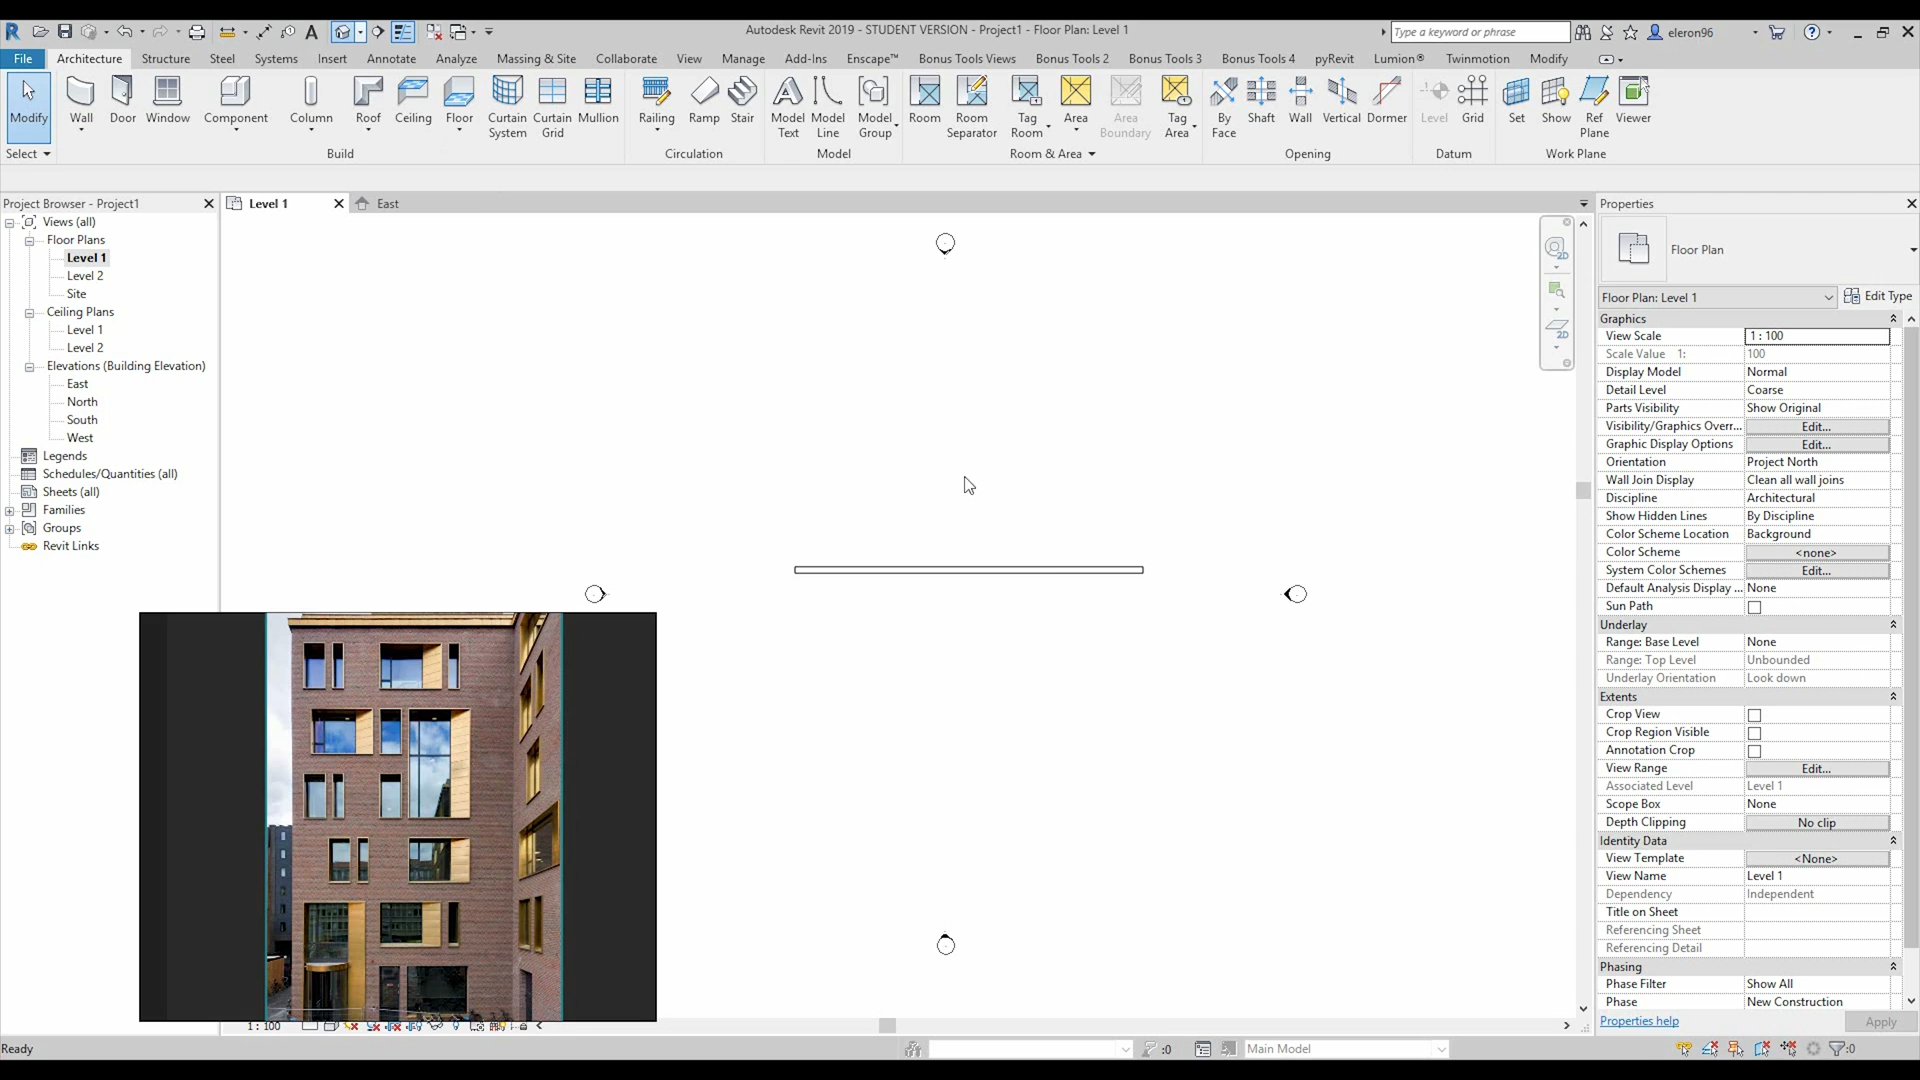 Autodesk Revit 2019 - STUDENT VERSION - Project1 - Floor Plan: Level 1
Type a keyword or phrase
eleron96
File Architecture Structure Steel Systems Insert Annotate Analyze Massing & Site Collaborate View Manage Add-Ins Enscape™ Bonus Tools Views Bonus Tools 2 Bonus Tools 3 Bonus Tools 4 pyRevit Lumion® Twinmotion Modify
Modify Wall Door Window Component Column Roof Ceiling Floor Curtain System Curtain Grid Mullion Railing Ramp Stair Model Text Model Line Model Group Room Room Separator Tag Room Area Area Boundary Tag Area By Face Shaft Wall Vertical Dormer Level Grid Set Show Ref Plane Viewer
Select Build Circulation Model Room & Area Opening Datum Work Plane
Project Browser - Project1
Views (all)
Floor Plans
Level 1
Level 2
Site
Ceiling Plans
Level 1
Level 2
Elevations (Building Elevation)
East
North
South
West
Legends
Schedules/Quantities (all)
Sheets (all)
Families
Groups
Revit Links
Level 1 East
2D
2D
1 : 100
Properties
Floor Plan
Floor Plan: Level 1 Edit Type
Graphics
View Scale 1 : 100
Scale Value 1: 100
Display Model Normal
Detail Level Coarse
Parts Visibility Show Original
Visibility/Graphics Overr... Edit...
Graphic Display Options Edit...
Orientation Project North
Wall Join Display Clean all wall joins
Discipline Architectural
Show Hidden Lines By Discipline
Color Scheme Location Background
Color Scheme <none>
System Color Schemes Edit...
Default Analysis Display ... None
Sun Path
Underlay
Range: Base Level None
Range: Top Level Unbounded
Underlay Orientation Look down
Extents
Crop View
Crop Region Visible
Annotation Crop
View Range Edit...
Associated Level Level 1
Scope Box None
Depth Clipping No clip
Identity Data
View Template <None>
View Name Level 1
Dependency Independent
Title on Sheet
Referencing Sheet
Referencing Detail
Phasing
Phase Filter Show All
Phase New Construction
Properties help Apply
Ready :0 Main Model :0